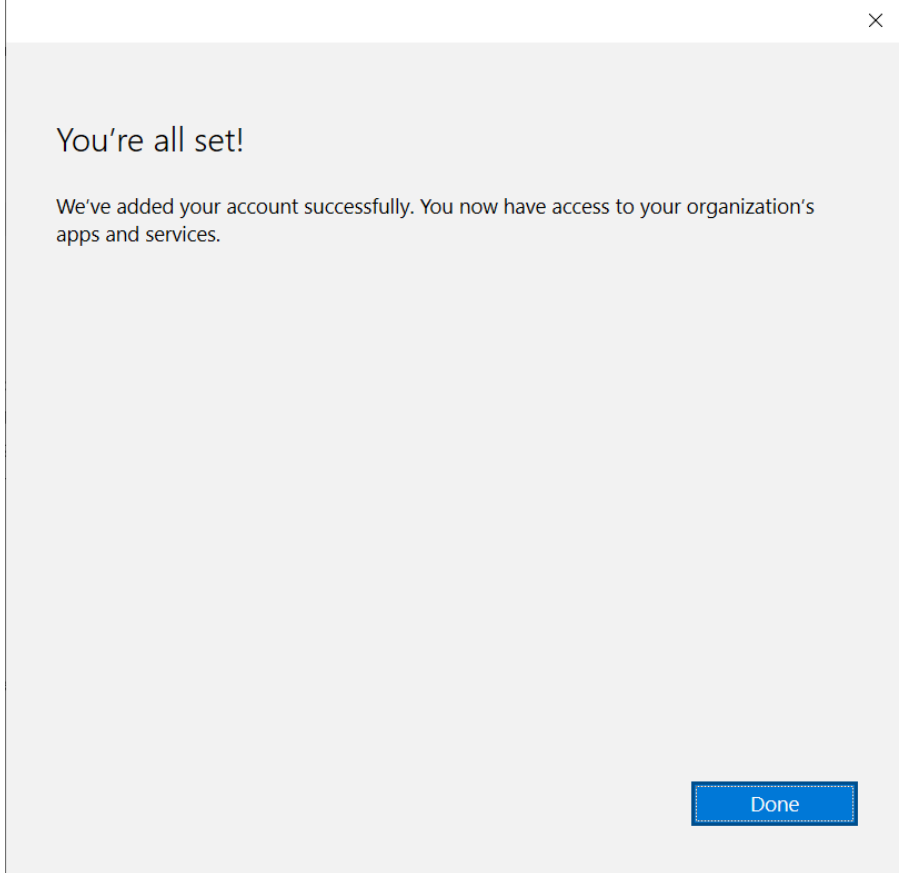 You’re all set!
We’ve added your account successfully. You now have access to your organization’s
apps and services.
Done